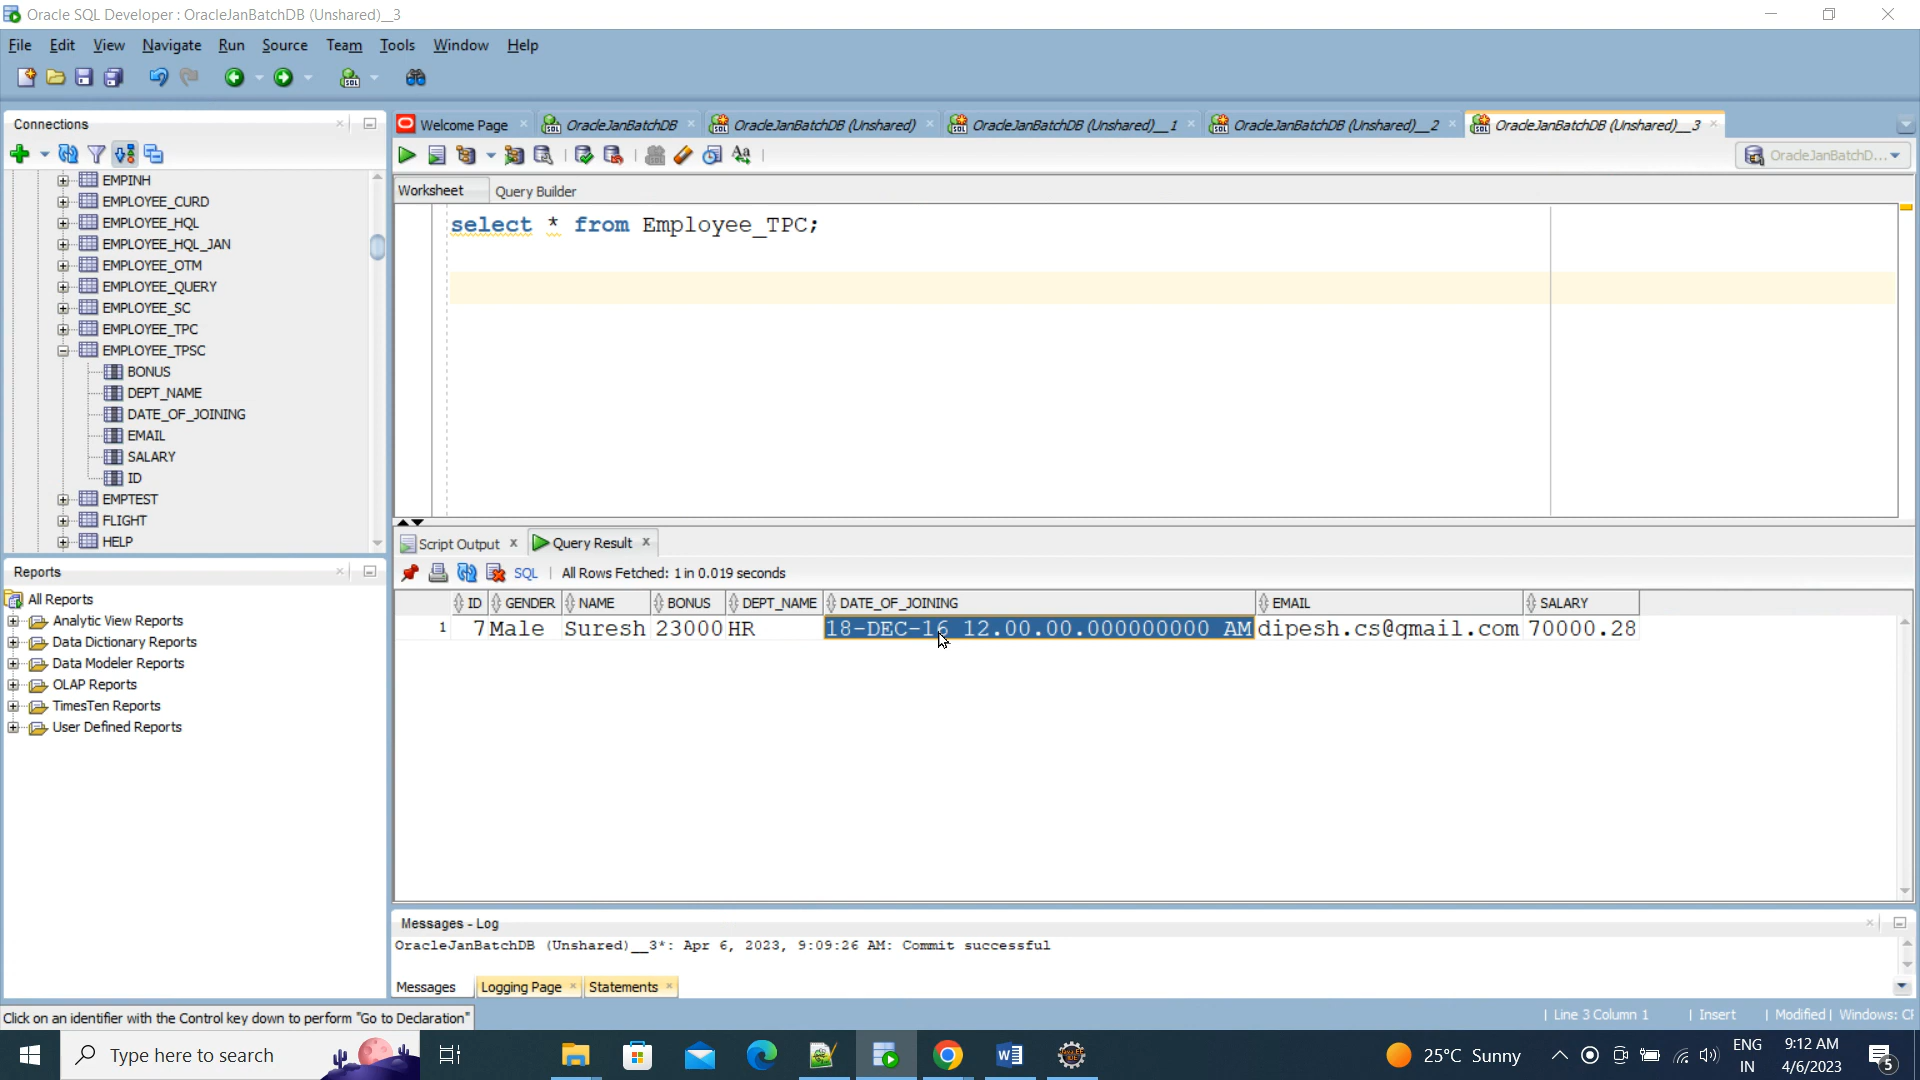 Oracle SQL Developer : OracleJanBatchDB (Unshared)__3
File Edit View Navigate Run Source Team Tools Window Help
Connections
Welcome Page
OracleJanBatchDB
OracleJanBatchDB (Unshared)
OracleJanBatchDB (Unshared)__1
OracleJanBatchDB (Unshared)__2
OracleJanBatchDB (Unshared)__3
OracleJanBatchD...
Worksheet
Query Builder
EMPINH
EMPLOYEE_CURD
EMPLOYEE_HQL
EMPLOYEE_HQL_JAN
EMPLOYEE_OTM
EMPLOYEE_QUERY
EMPLOYEE_SC
EMPLOYEE_TPC
EMPLOYEE_TPSC
BONUS
DEPT_NAME
DATE_OF_JOINING
EMAIL
SALARY
ID
EMPTEST
FLIGHT
HELP
select * from Employee_TPC;
Script Output
Query Result
SQL
All Rows Fetched: 1 in 0.019 seconds
ID GENDER NAME BONUS DEPT_NAME DATE_OF_JOINING EMAIL SALARY
1 7 Male Suresh 23000 HR 18-DEC-16 12.00.00.000000000 AM dipesh.cs@gmail.com 70000.28
Reports
All Reports
Analytic View Reports
Data Dictionary Reports
Data Modeler Reports
OLAP Reports
TimesTen Reports
User Defined Reports
Messages - Log
OracleJanBatchDB (Unshared)__3*: Apr 6, 2023, 9:09:26 AM: Commit successful
Messages
Logging Page
Statements
Click on an identifier with the Control key down to perform "Go to Declaration"
Line 3 Column 1
Insert
Modified
Windows: CF
Type here to search
25°C Sunny
ENG
IN
9:12 AM
4/6/2023
5